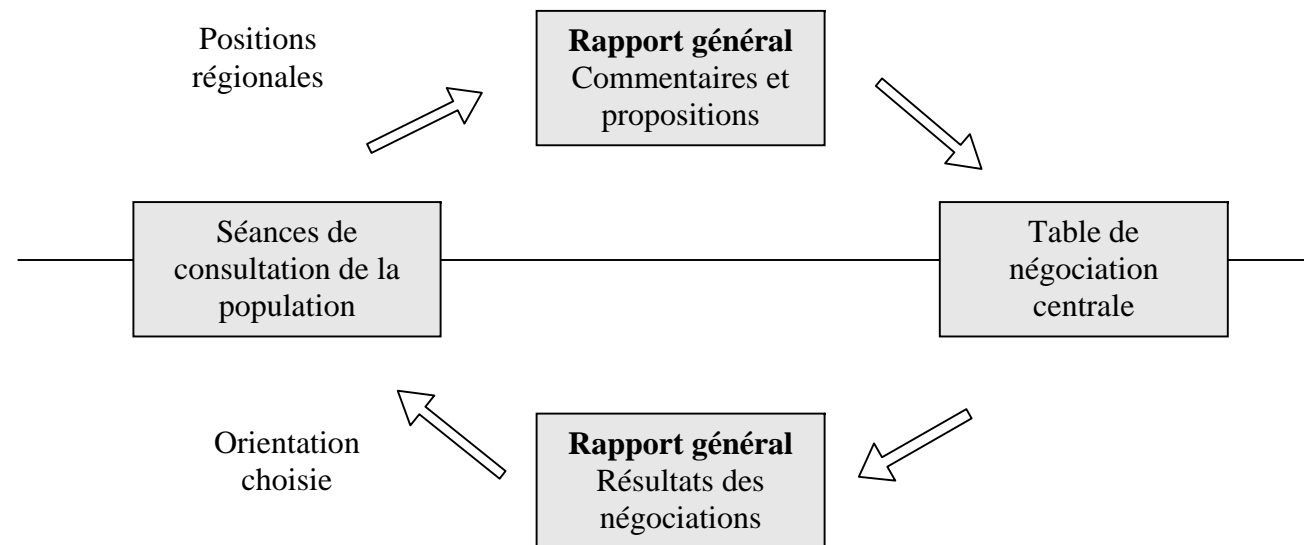 Positions
régionales
Rapport général
Commentaires et
propositions
Séances de
consultation de la
population
Table de
négociation
centrale
Orientation
choisie
Rapport général
Résultats des
négociations